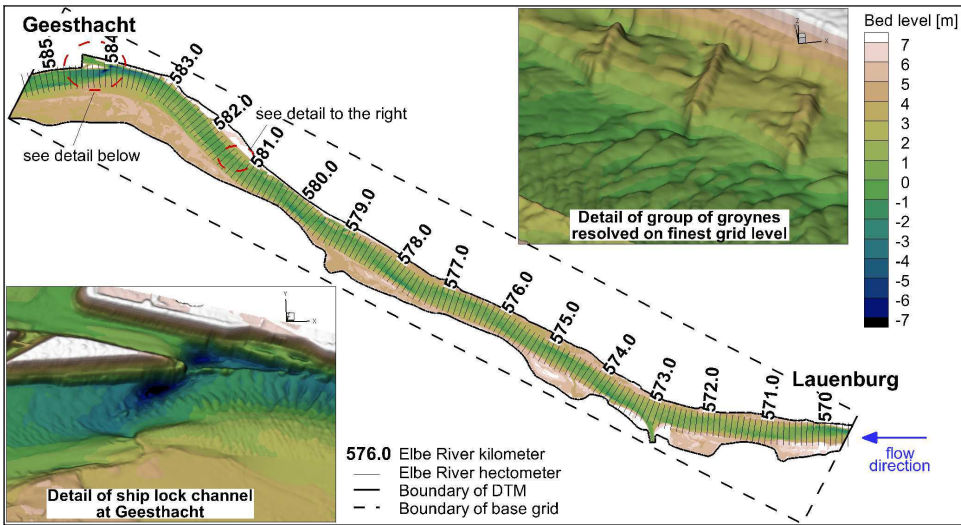 Geesthacht
585.
584.
583.0
582.0
see detail to the right
581.0
see detail below
580.0
579.0
578.0
577.0
576.0
575.0
574.0
573.0
572.0
571.0
570.
Lauenburg
flow
direction
Z
X
Detail of group of groynes
resolved on finest grid level
Bed level [m]
7
6
5
4
3
2
1
0
-1
-2
-3
-4
-5
-6
-7
Y
X
Detail of ship lock channel
at Geesthacht
576.0 Elbe River kilometer
Elbe River hectometer
Boundary of DTM
Boundary of base grid